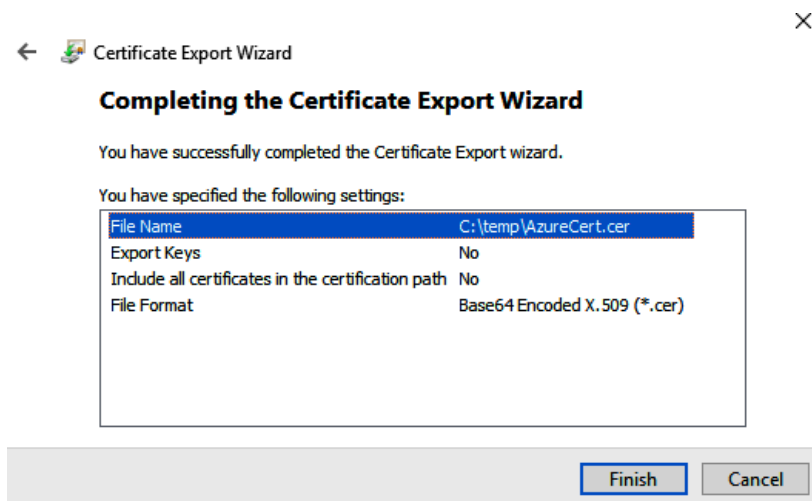 Certificate Export Wizard
Completing the Certificate Export Wizard
You have successfully completed the Certificate Export wizard.
You have specified the following settings:
File Name C:\temp\AzureCert.cer
Export Keys No
Include all certificates in the certification path No
File Format Base64 Encoded X.509 (*.cer)
Finish Cancel